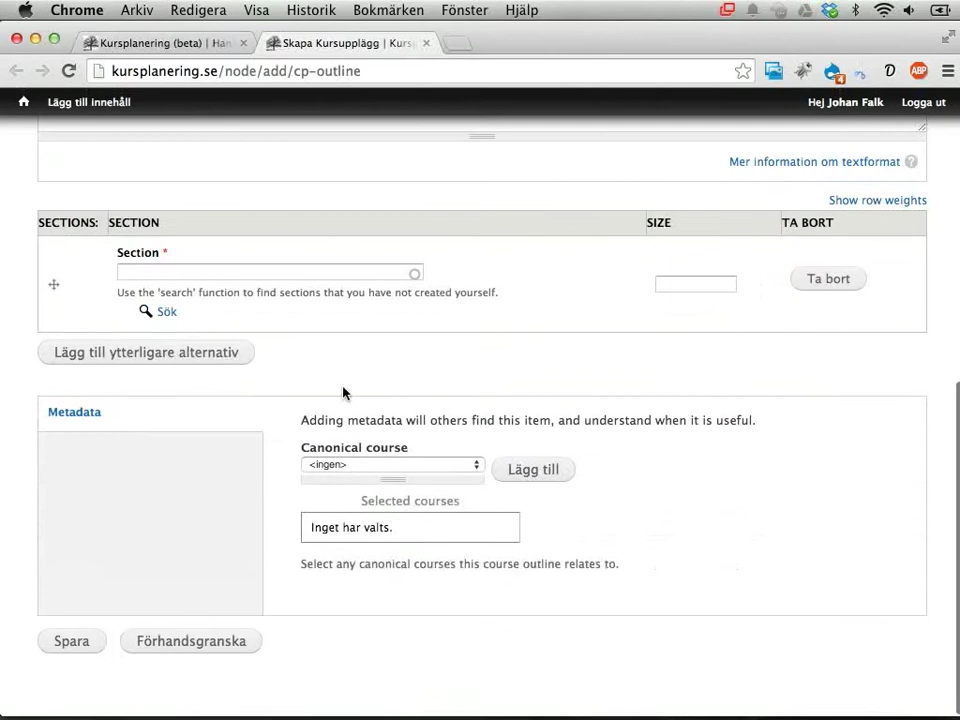 Chrome Arkiv Redigera Visa Historik Bokmärken Fönster Hjälp
Kursplanering (beta) | Han
Skapa Kursupplägg | Kurs
kursplanering.se/node/add/cp-outline
4
D
ABP
Lägg till innehåll
Hej Johan Falk
Logga ut
Mer information om textformat ?
Show row weights
SECTIONS: SECTION SIZE TA BORT
Section *
Ta bort
Use the 'search' function to find sections that you have not created yourself.
Sök
Lägg till ytterligare alternativ
Metadata
Adding metadata will others find this item, and understand when it is useful.
Canonical course
<ingen>
Lägg till
Selected courses
Inget har valts.
Select any canonical courses this course outline relates to.
Spara
Förhandsgranska